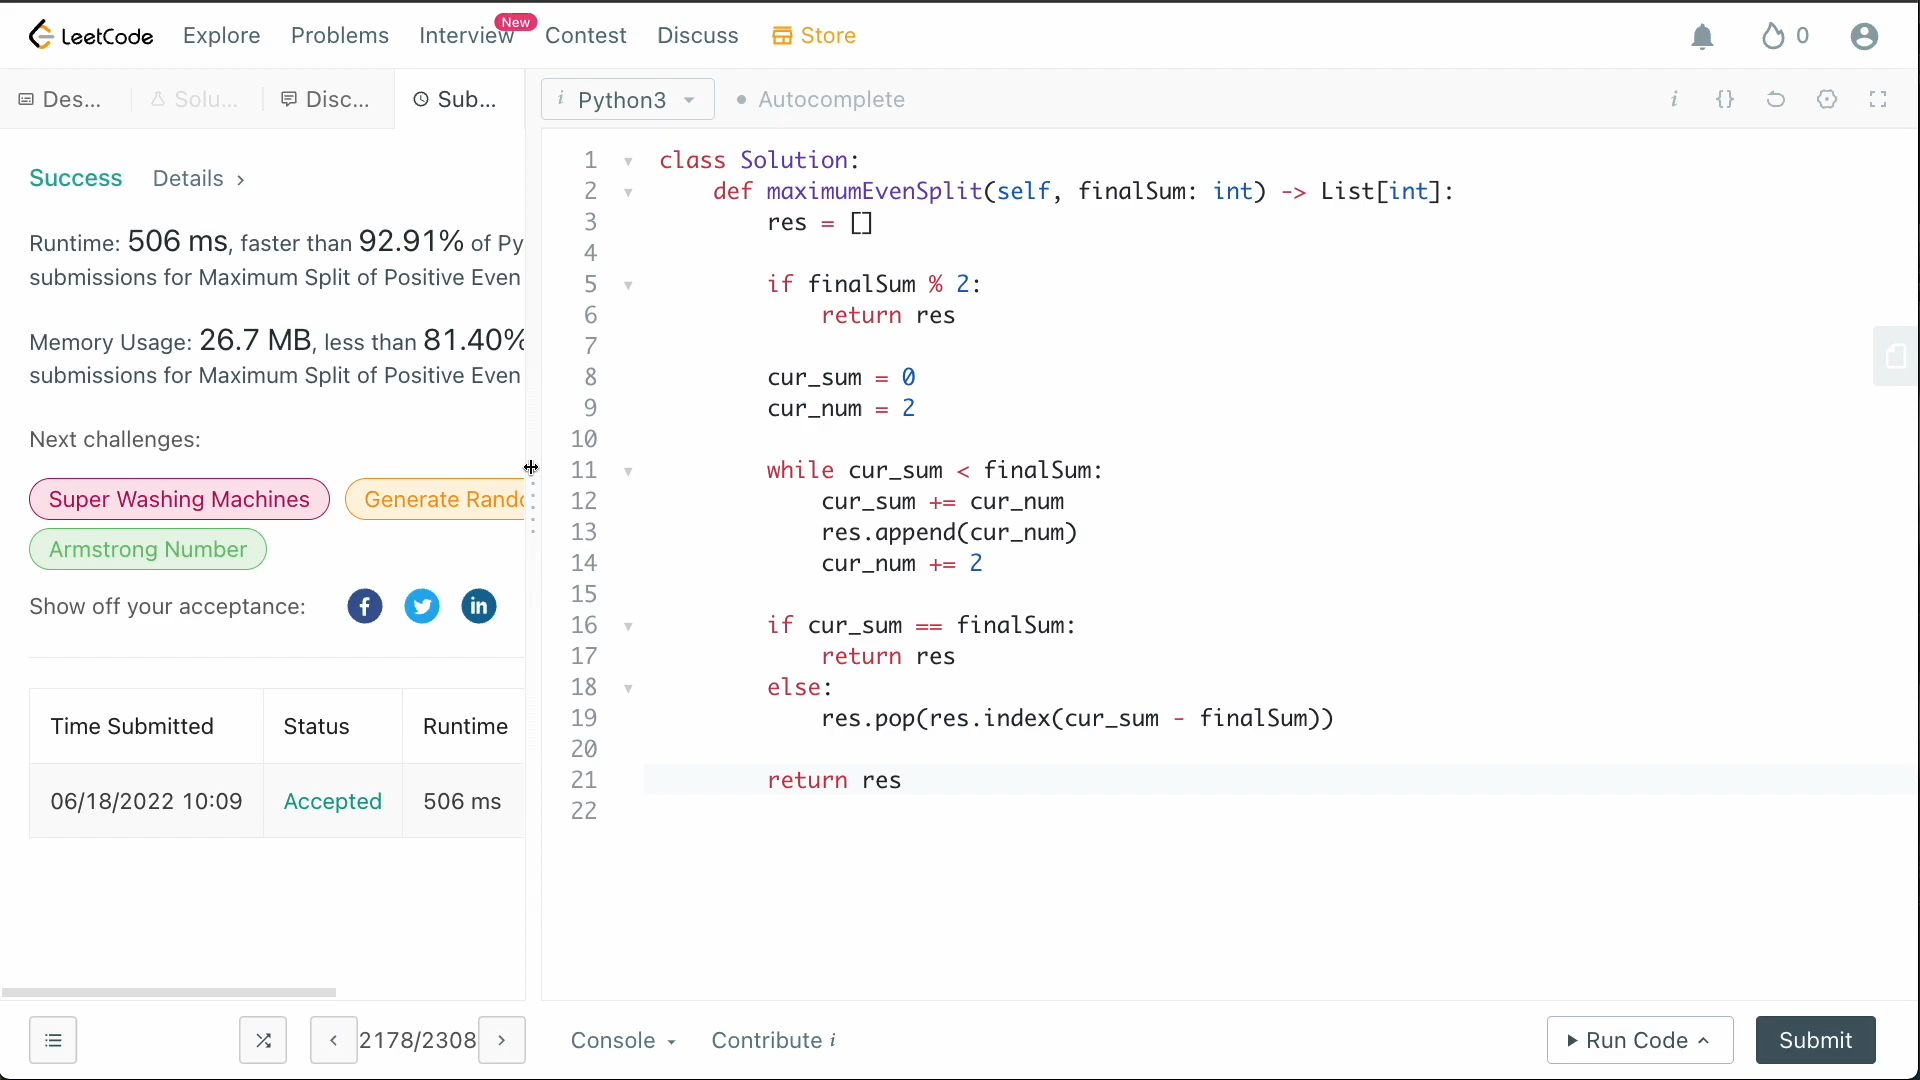 LeetCode Explore Problems Interview New Contest Discuss Store 0
Des... Solu... Disc... Sub...
i Python3 Autocomplete i {}
Success Details >
Runtime: 506 ms, faster than 92.91% of Py
submissions for Maximum Split of Positive Even
Memory Usage: 26.7 MB, less than 81.40%
submissions for Maximum Split of Positive Even
Next challenges:
Super Washing Machines Generate Rando
Armstrong Number
Show off your acceptance:
Time Submitted Status Runtime
06/18/2022 10:09 Accepted 506 ms
1 class Solution:
2 def maximumEvenSplit(self, finalSum: int) -> List[int]:
3 res = []
4
5 if finalSum % 2:
6 return res
7
8 cur_sum = 0
9 cur_num = 2
10
11 while cur_sum < finalSum:
12 cur_sum += cur_num
13 res.append(cur_num)
14 cur_num += 2
15
16 if cur_sum == finalSum:
17 return res
18 else:
19 res.pop(res.index(cur_sum - finalSum))
20
21 return res
22
< 2178/2308 > Console Contribute i Run Code Submit